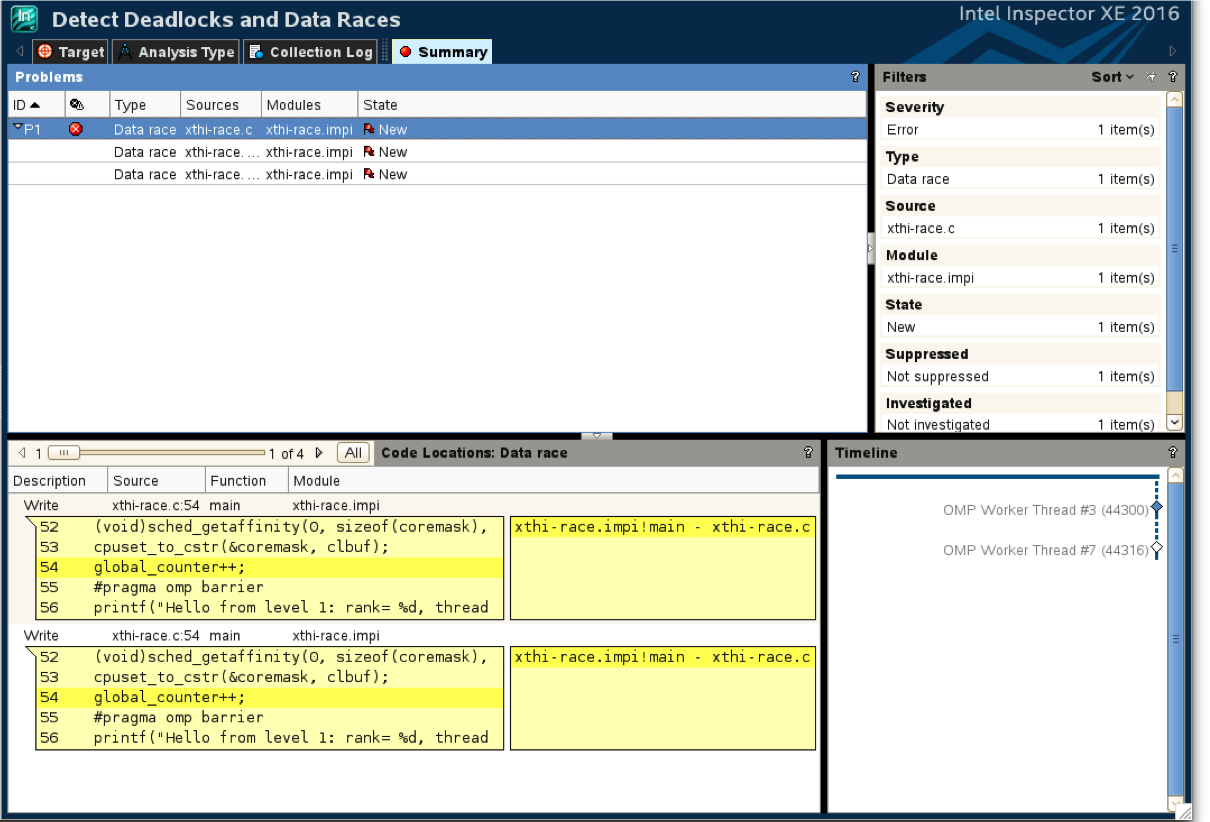 Detect Deadlocks and Data Races
Intel Inspector XE 2016
Target
Analysis Type
Collection Log
Summary
Problems
ID Type Sources Modules State
P1 Data race xthi-race.c xthi-race.impi New
Data race xthi-race. ... xthi-race.impi New
Data race xthi-race. ... xthi-race.impi New
Filters Sort
Severity
Error 1 item(s)
Type
Data race 1 item(s)
Source
xthi-race.c 1 item(s)
Module
xthi-race.impi 1 item(s)
State
New 1 item(s)
Suppressed
Not suppressed 1 item(s)
Investigated
Not investigated 1 item(s)
1 1 of 4 All Code Locations: Data race
Description Source Function Module
Write xthi-race.c:54 main xthi-race.impi
52 (void)sched_getaffinity(0, sizeof(coremask), xthi-race.impi!main - xthi-race.c
53 cpuset_to_cstr(&coremask, clbuf);
54 global_counter++;
55 #pragma omp barrier
56 printf("Hello from level 1: rank= %d, thread
Write xthi-race.c:54 main xthi-race.impi
52 (void)sched_getaffinity(0, sizeof(coremask), xthi-race.impi!main - xthi-race.c
53 cpuset_to_cstr(&coremask, clbuf);
54 global_counter++;
55 #pragma omp barrier
56 printf("Hello from level 1: rank= %d, thread
Timeline
OMP Worker Thread #3 (44300)
OMP Worker Thread #7 (44316)